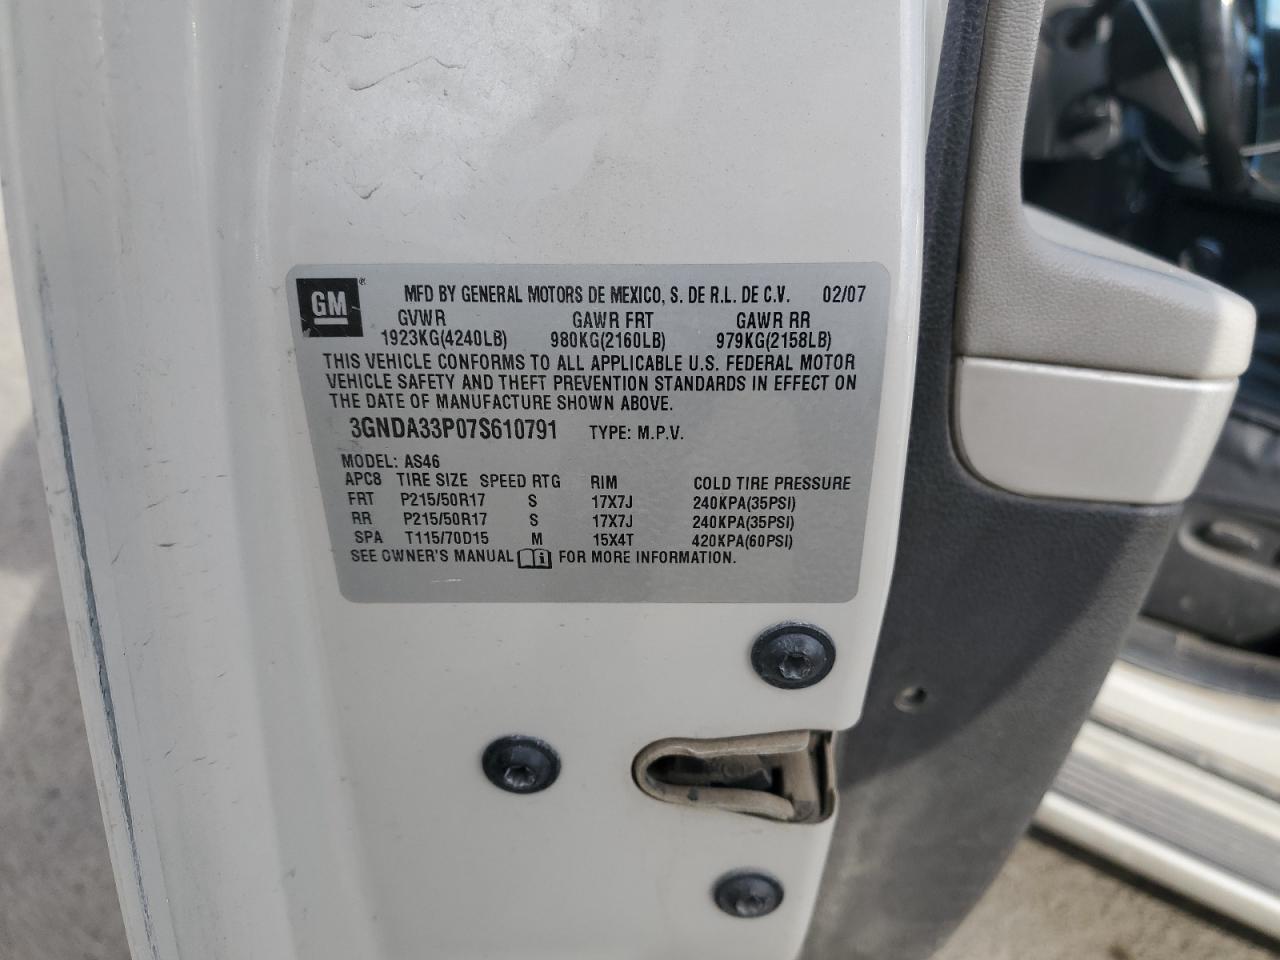 GM ® MFD BY GENERAL MOTORS DE MEXICO, S. DE R.L. DE C.V. 02/07
GVWR GAWR FRT GAWR RR
1923KG(4240LB) 980KG(2160LB) 979KG(2158LB)
THIS VEHICLE CONFORMS TO ALL APPLICABLE U.S. FEDERAL MOTOR
VEHICLE SAFETY AND THEFT PREVENTION STANDARDS IN EFFECT ON
THE DATE OF MANUFACTURE SHOWN ABOVE.
3GNDA33P07S610791 TYPE: M.P.V.
MODEL: AS46
APC8 TIRE SIZE SPEED RTG RIM COLD TIRE PRESSURE
FRT P215/50R17 S 17X7J 240KPA(35PSI)
RR P215/50R17 S 17X7J 240KPA(35PSI)
SPA T115/70D15 M 15X4T 420KPA(60PSI)
SEE OWNER'S MANUAL i FOR MORE INFORMATION.